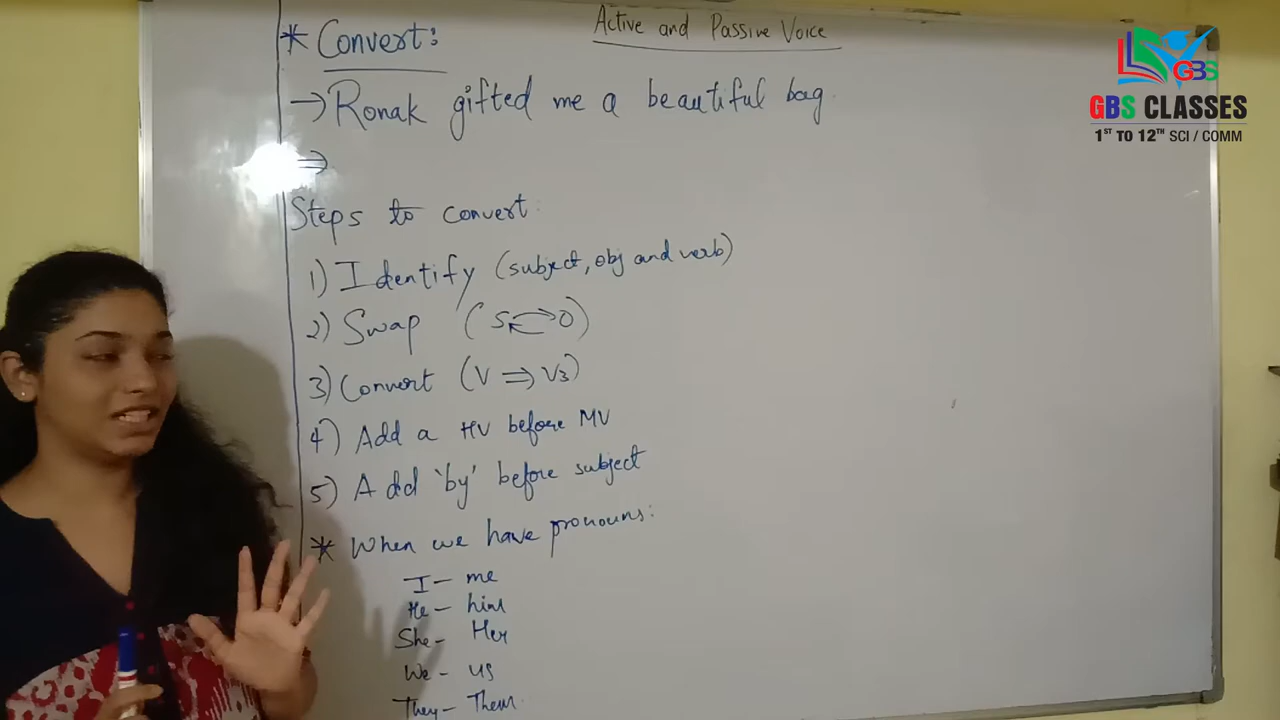 Active and Passive Voice
* Convert:
→ Ronak gifted me a beautiful bag.
⇒
Steps to convert:
1) Identify (subject, obj and verb)
2) Swap (S ⇄ O)
3) Convert (V ⇒ V3)
4) Add a HV before MV
5) Add 'by' before subject
* When we have pronouns:
I - me
He - him
She - Her
We - us
They - Them
GBS
GBS CLASSES
1ST TO 12TH SCI / COMM